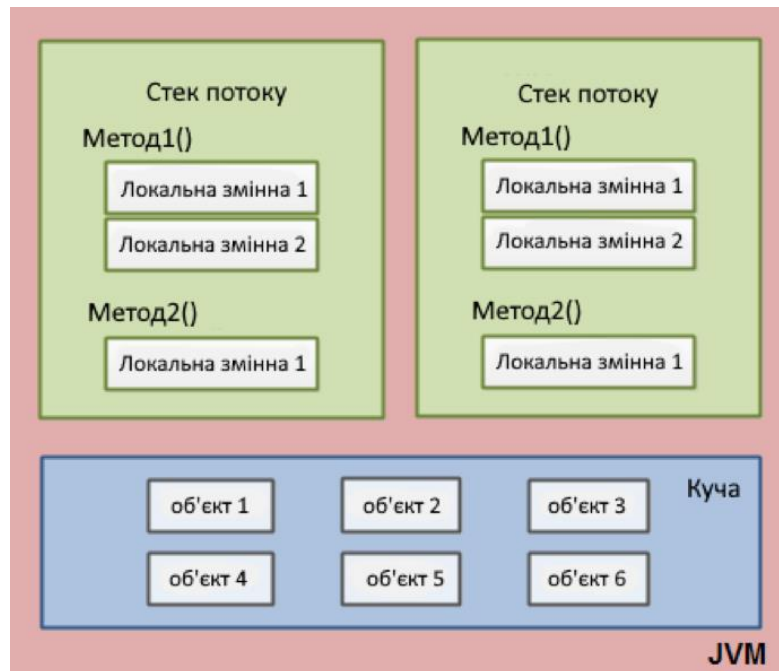 Стек потоку
Метод1()
Локальна змінна 1
Локальна змінна 2
Метод2()
Локальна змінна 1
Стек потоку
Метод1()
Локальна змінна 1
Локальна змінна 2
Метод2()
Локальна змінна 1
Куча
об'єкт 1
об'єкт 2
об'єкт 3
об'єкт 4
об'єкт 5
об'єкт 6
JVM